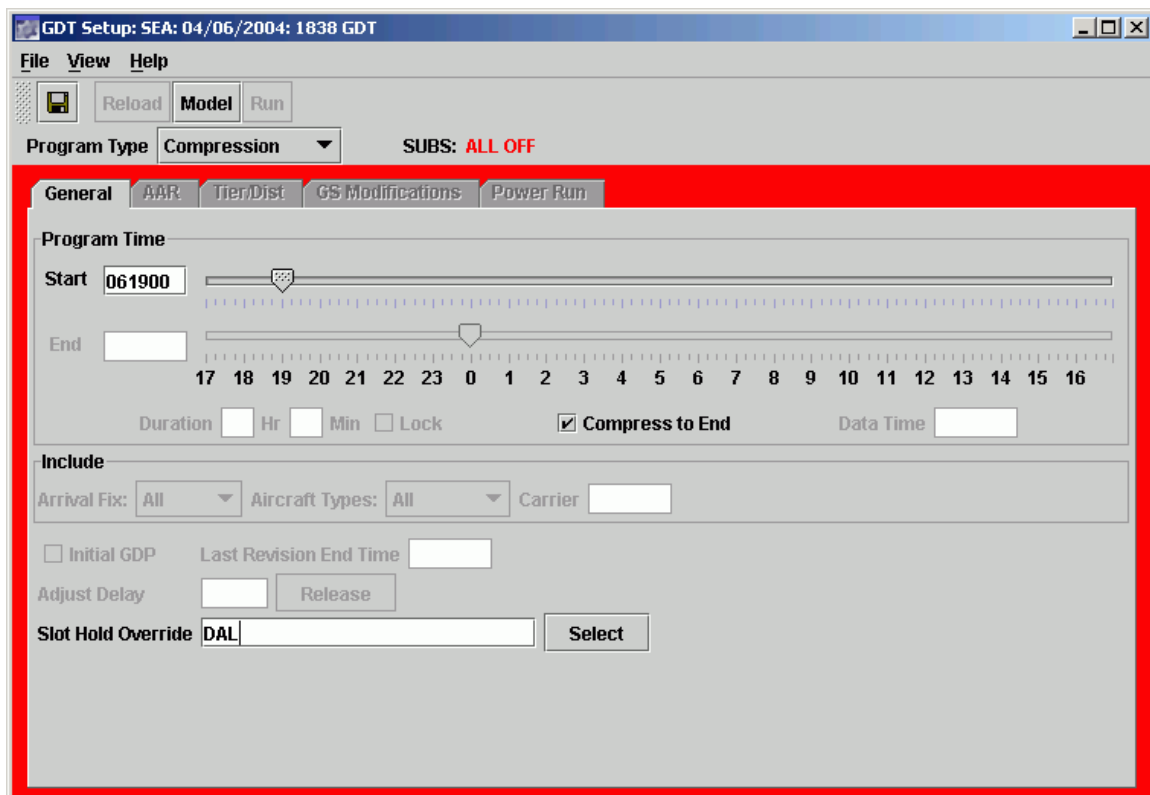 GDT Setup: SEA: 04/06/2004: 1838 GDT
File View Help
Reload Model Run
Program Type Compression SUBS: ALL OFF
General AAR Tier/Dist GS Modifications Power Run
Program Time
Start 061900
End
17 18 19 20 21 22 23 0 1 2 3 4 5 6 7 8 9 10 11 12 13 14 15 16
Duration Hr Min Lock Compress to End Data Time
Include
Arrival Fix: All Aircraft Types: All Carrier
Initial GDP Last Revision End Time
Adjust Delay Release
Slot Hold Override DAL Select